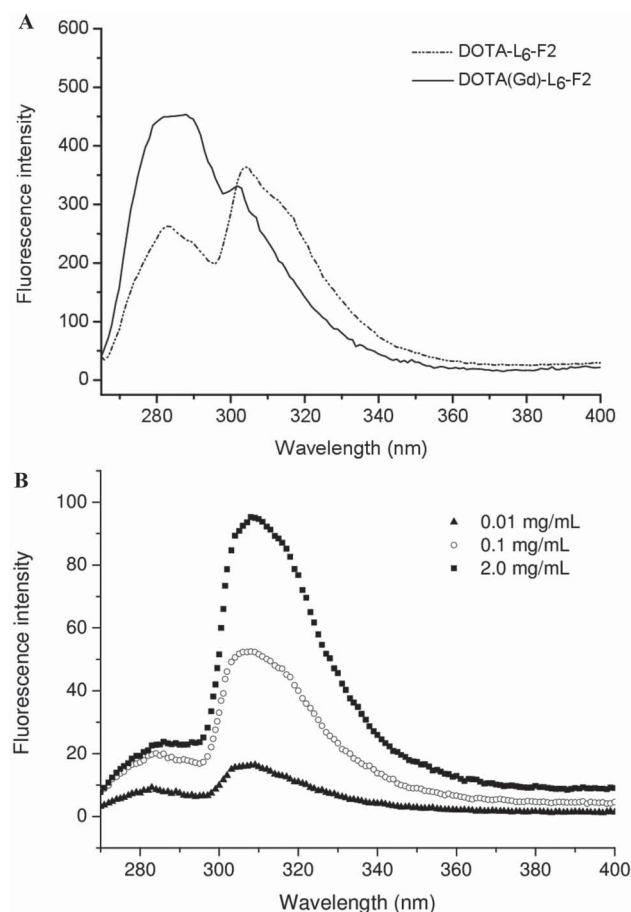 A
DOTA-L6-F2
DOTA(Gd)-L6-F2
600
500
400
300
200
100
0
Fluorescence intensity
280 300 320 340 360 380 400
Wavelength (nm)
B
0.01 mg/mL
0.1 mg/mL
2.0 mg/mL
100
80
60
40
20
0
Fluorescence intensity
280 300 320 340 360 380 400
Wavelength (nm)